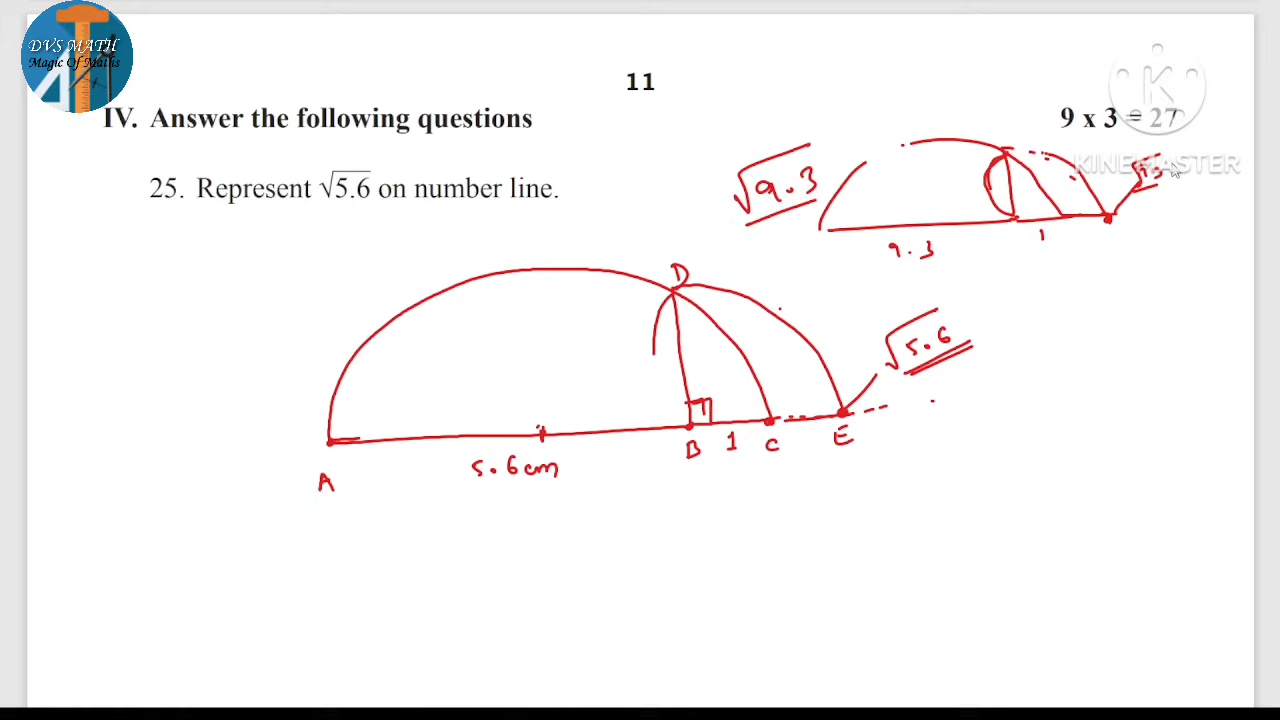 DVS MATH
Magic Of Maths
11
IV. Answer the following questions
9 x 3 = 27
KINEMASTER
25. Represent √5.6 on number line.
√9.3
9.3
1
D
√5.6
A
5.6cm
B
1
C
E